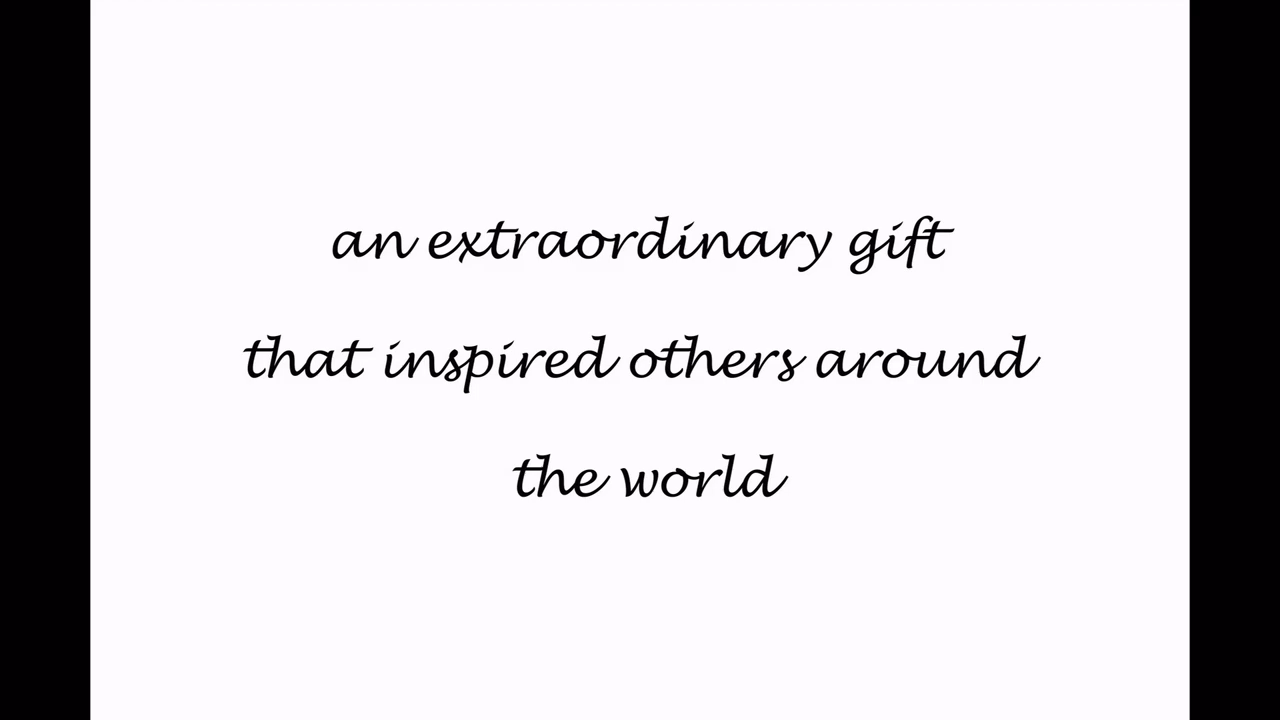 an extraordinary gift
that inspired others around
the world